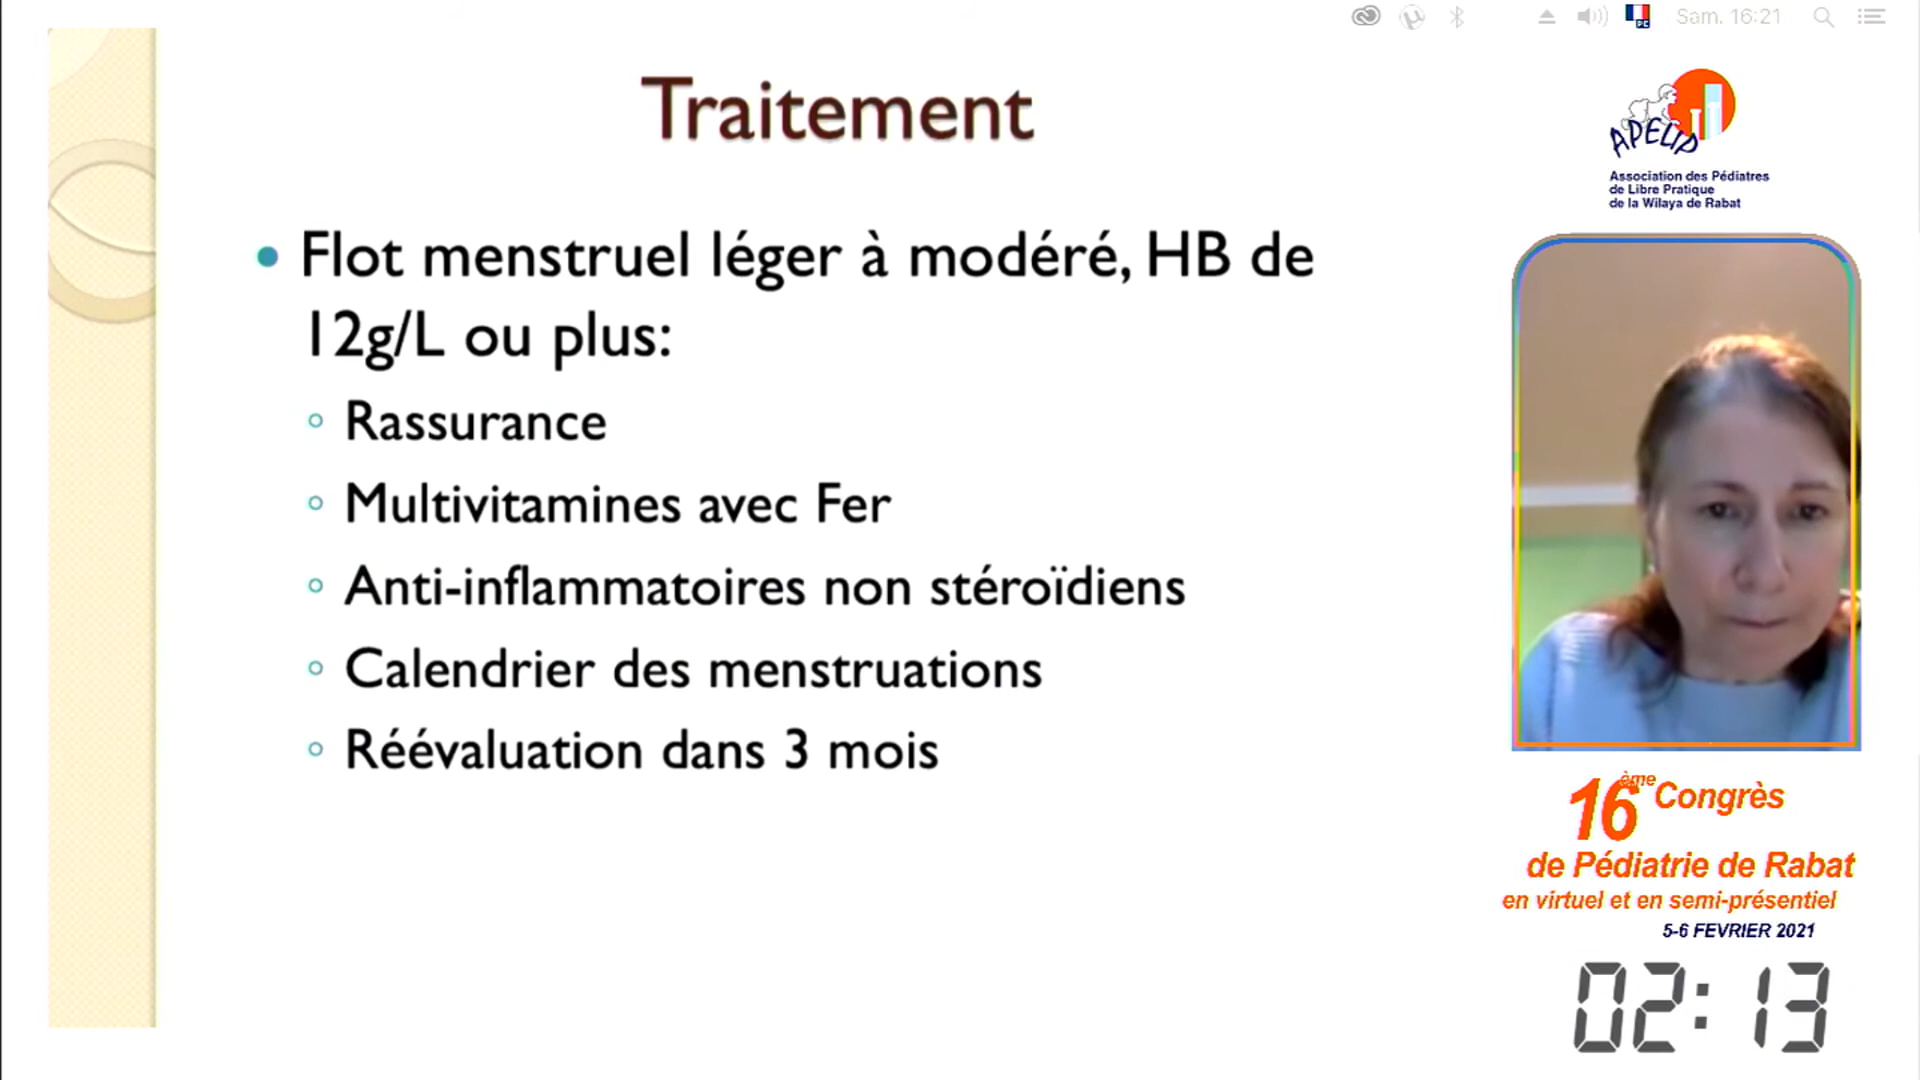 Sam. 16:21
Traitement
APELIP
Association des Pédiatres
de Libre Pratique
de la Wilaya de Rabat
• Flot menstruel léger à modéré, HB de
12g/L ou plus:
◦ Rassurance
◦ Multivitamines avec Fer
◦ Anti-inflammatoires non stéroïdiens
◦ Calendrier des menstruations
◦ Réévaluation dans 3 mois
16ème Congrès
de Pédiatrie de Rabat
en virtuel et en semi-présentiel
5-6 FEVRIER 2021
02:13